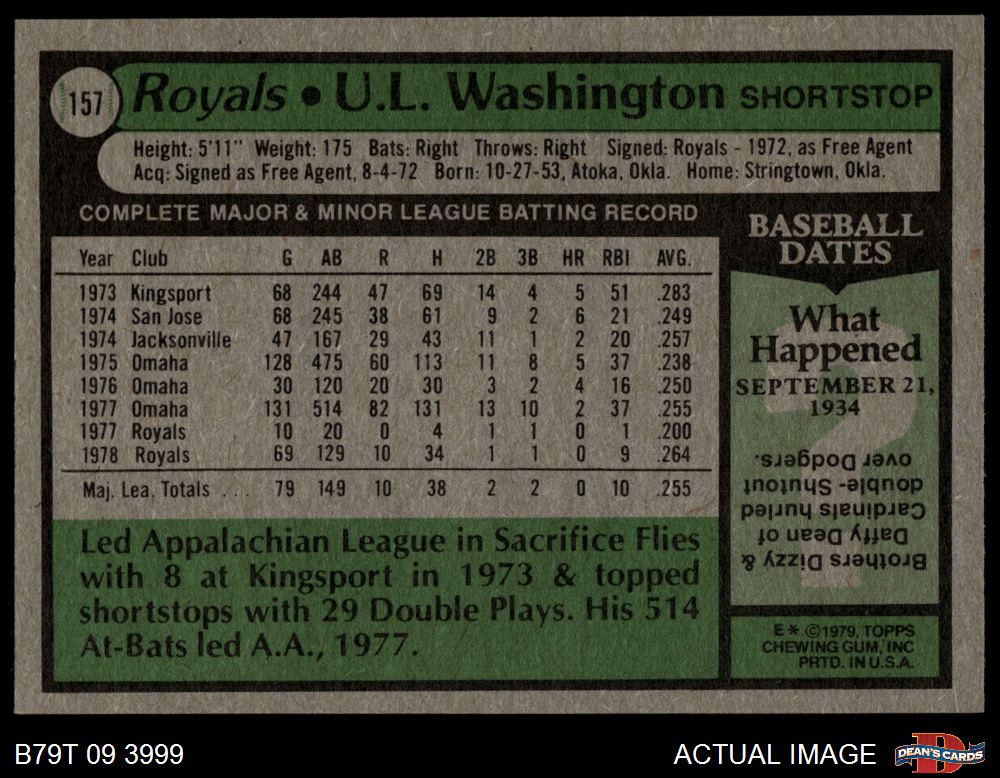 157 Royals • U.L. Washington SHORTSTOP
Height: 5'11" Weight: 175 Bats: Right Throws: Right Signed: Royals - 1972, as Free Agent
Acq: Signed as Free Agent, 8-4-72 Born: 10-27-53, Atoka, Okla. Home: Stringtown, Okla.
COMPLETE MAJOR & MINOR LEAGUE BATTING RECORD
Year Club G AB R H 2B 3B HR RBI AVG.
1973 Kingsport 68 244 47 69 14 4 5 51 .283
1974 San Jose 68 245 38 61 9 2 6 21 .249
1974 Jacksonville 47 167 29 43 11 1 2 20 .257
1975 Omaha 128 475 60 113 11 8 5 37 .238
1976 Omaha 30 120 20 30 3 2 4 16 .250
1977 Omaha 131 514 82 131 13 10 2 37 .255
1977 Royals 10 20 0 4 1 1 0 1 .200
1978 Royals 69 129 10 34 1 1 0 9 .264
Maj. Lea. Totals ... 79 149 10 38 2 2 0 10 .255
Led Appalachian League in Sacrifice Flies
with 8 at Kingsport in 1973 & topped
shortstops with 29 Double Plays. His 514
At-Bats led A.A., 1977.
BASEBALL
DATES
What
Happened
SEPTEMBER 21,
1934
Brothers Dizzy &
Daffy Dean of
Cardinals hurled
double-Shutout
over Dodgers.
E*©1979, TOPPS
CHEWING GUM, INC
PRTD. IN U.S.A.
B79T 09 3999
ACTUAL IMAGE
DEAN'S CARDS